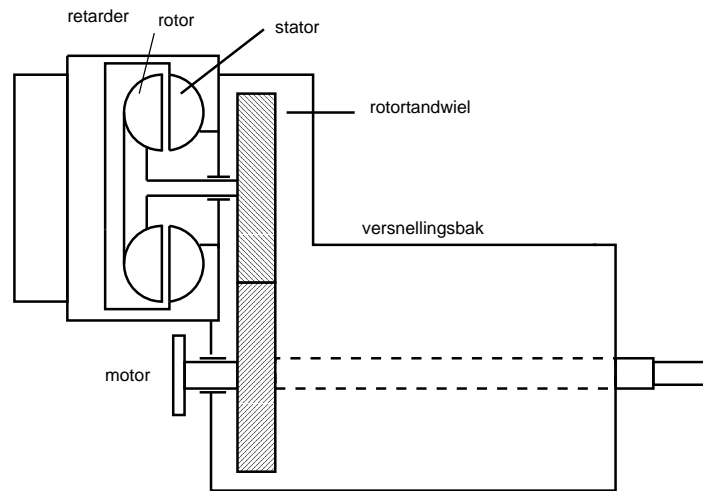 retarder
rotor
stator
rotortandwiel
versnellingsbak
motor